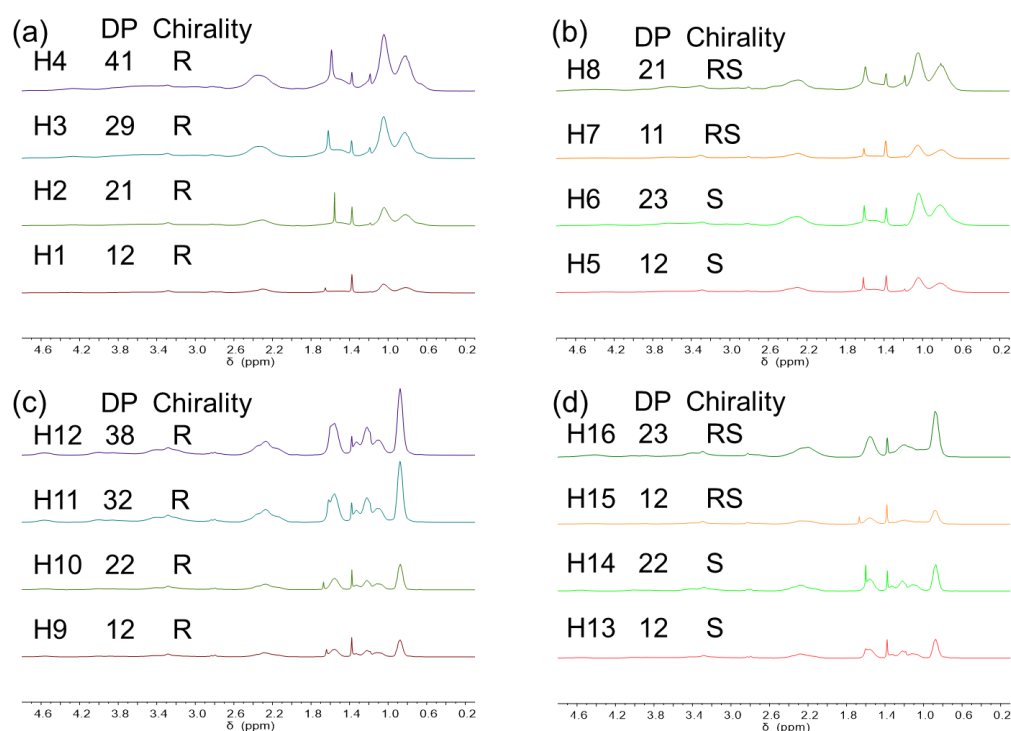 (a) DP Chirality
H4 41 R
H3 29 R
H2 21 R
H1 12 R
4.6 4.2 3.8 3.4 3.0 2.6 2.2 1.8 1.4 1.0 0.6 0.2
δ (ppm)
(b) DP Chirality
H8 21 RS
H7 11 RS
H6 23 S
H5 12 S
4.6 4.2 3.8 3.4 3.0 2.6 2.2 1.8 1.4 1.0 0.6 0.2
δ (ppm)
(c) DP Chirality
H12 38 R
H11 32 R
H10 22 R
H9 12 R
4.6 4.2 3.8 3.4 3.0 2.6 2.2 1.8 1.4 1.0 0.6 0.2
δ (ppm)
(d) DP Chirality
H16 23 RS
H15 12 RS
H14 22 S
H13 12 S
4.6 4.2 3.8 3.4 3.0 2.6 2.2 1.8 1.4 1.0 0.6 0.2
δ (ppm)